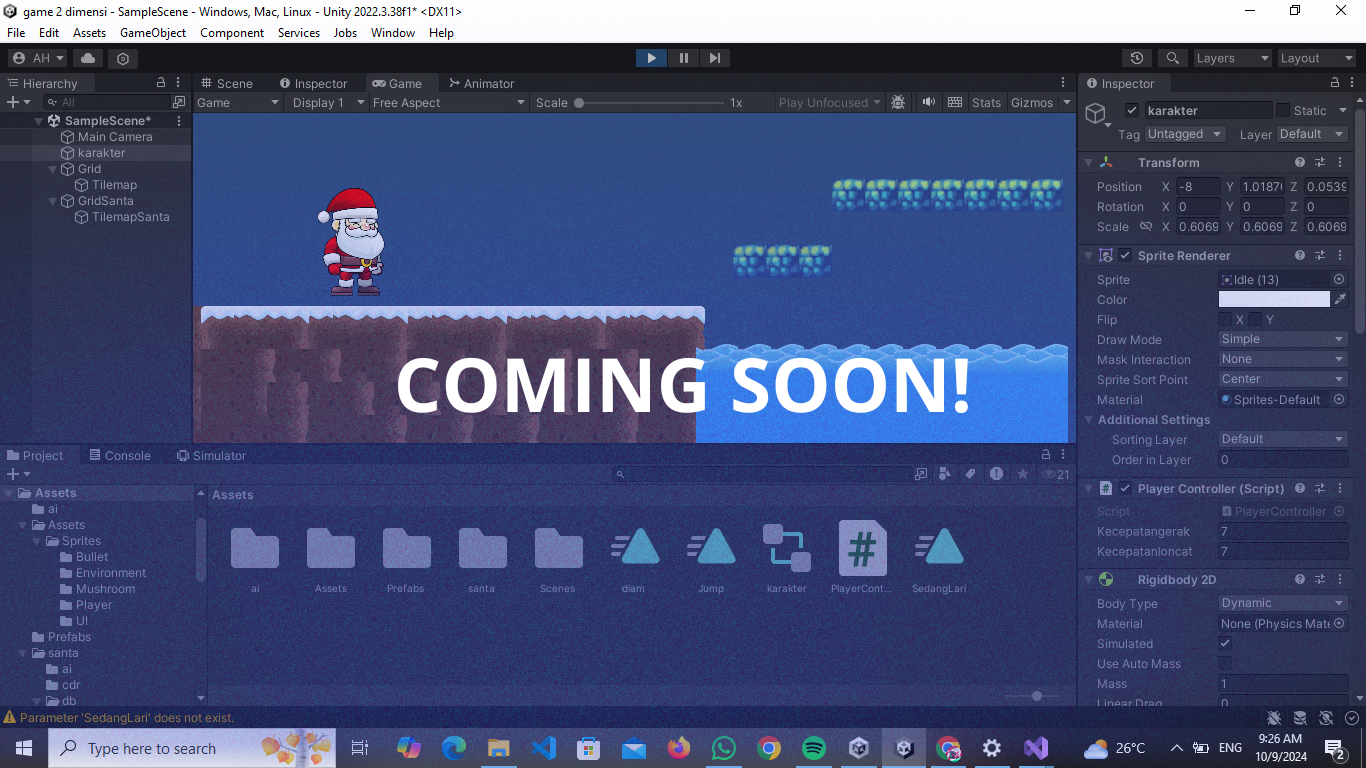 game 2 dimensi - SampleScene - Windows, Mac, Linux - Unity 2022.3.38f1* <DX11>
File Edit Assets GameObject Component Services Jobs Window Help
AH Layers Layout
Hierarchy Scene Inspector Game Animator Inspector
All Game Display 1 Free Aspect Scale 1x Play Unfocused Stats Gizmos
karakter Static
Tag Untagged Layer Default
SampleScene*
Main Camera
karakter
Grid
Tilemap
GridSanta
TilemapSanta
Transform
Position X -8 Y 1.0187 Z 0.0539
Rotation X 0 Y 0 Z 0
Scale X 0.6069 Y 0.6069 Z 0.6069
Sprite Renderer
Sprite Idle (13)
Color
Flip X Y
Draw Mode Simple
Mask Interaction None
Sprite Sort Point Center
Material Sprites-Default
Additional Settings
Sorting Layer Default
Order in Layer 0
COMING SOON!
Player Controller (Script)
Script PlayerController
Kecepatangerak 7
Kecepatanloncat 7
Rigidbody 2D
Body Type Dynamic
Material None (Physics Mate
Simulated
Use Auto Mass
Mass 1
Linear Drag 0
Project Console Simulator
21
Assets
ai
Assets
Sprites
Bullet
Environment
Mushroom
Player
UI
Prefabs
santa
ai
cdr
db
Assets
ai Assets Prefabs santa Scenes diam Jump karakter PlayerCont... SedangLari
Parameter 'SedangLari' does not exist.
Type here to search
26°C ENG
9:26 AM
10/9/2024
2